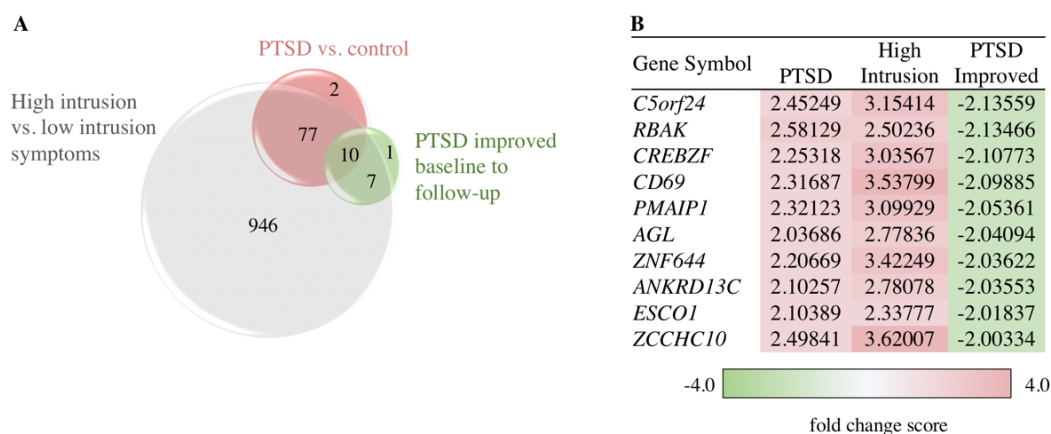 A
PTSD vs. control
High intrusion
vs. low intrusion
symptoms
2
77
10
1
7
PTSD improved
baseline to
follow-up
946
B
Gene Symbol PTSD High Intrusion PTSD Improved
C5orf24 2.45249 3.15414 -2.13559
RBAK 2.58129 2.50236 -2.13466
CREBZF 2.25318 3.03567 -2.10773
CD69 2.31687 3.53799 -2.09885
PMAIP1 2.32123 3.09929 -2.05361
AGL 2.03686 2.77836 -2.04094
ZNF644 2.20669 3.42249 -2.03622
ANKRD13C 2.10257 2.78078 -2.03553
ESCO1 2.10389 2.33777 -2.01837
ZCCHC10 2.49841 3.62007 -2.00334
-4.0 4.0
fold change score